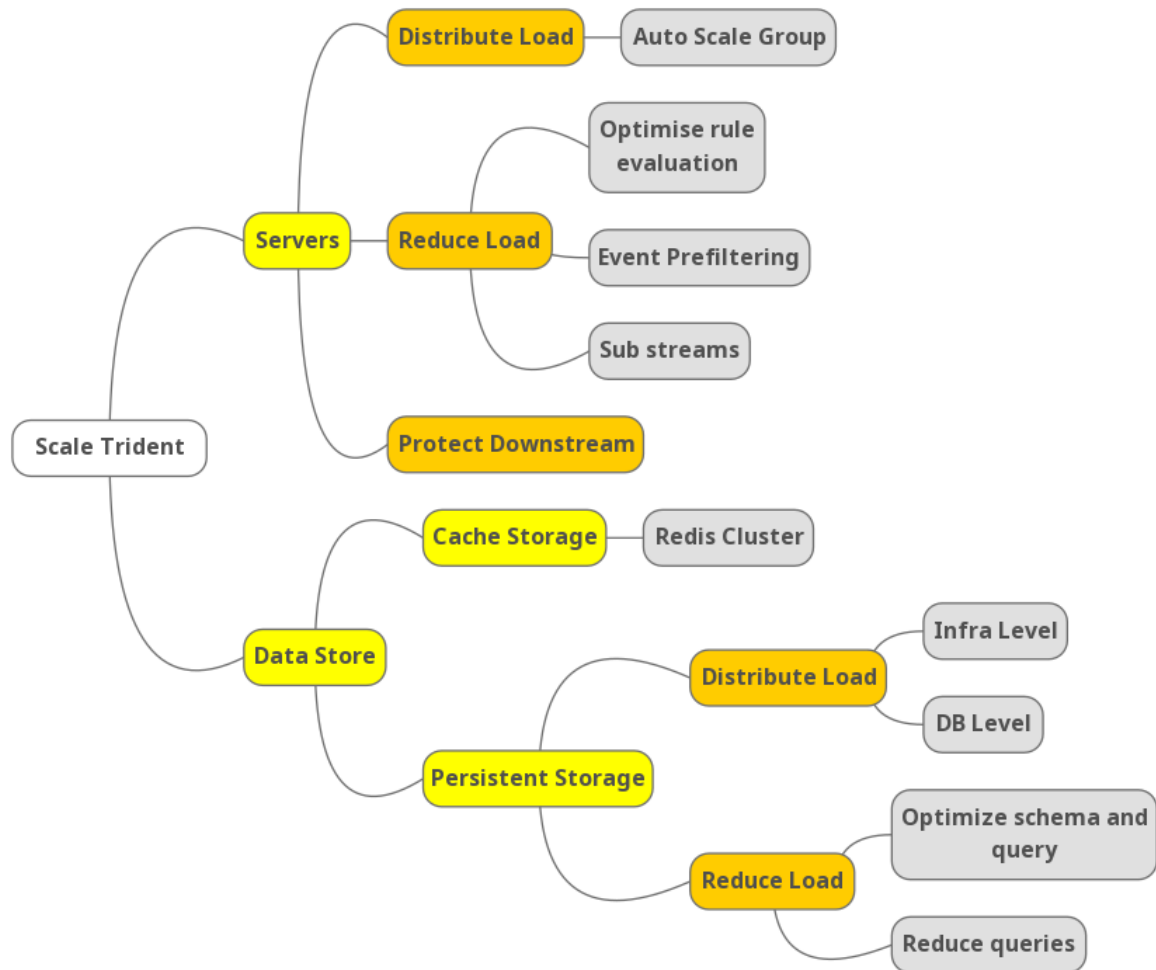 Distribute Load
Auto Scale Group
Optimise rule
evaluation
Servers
Reduce Load
Event Prefiltering
Sub streams
Scale Trident
Protect Downstream
Cache Storage
Redis Cluster
Data Store
Infra Level
Distribute Load
DB Level
Persistent Storage
Optimize schema and
query
Reduce Load
Reduce queries